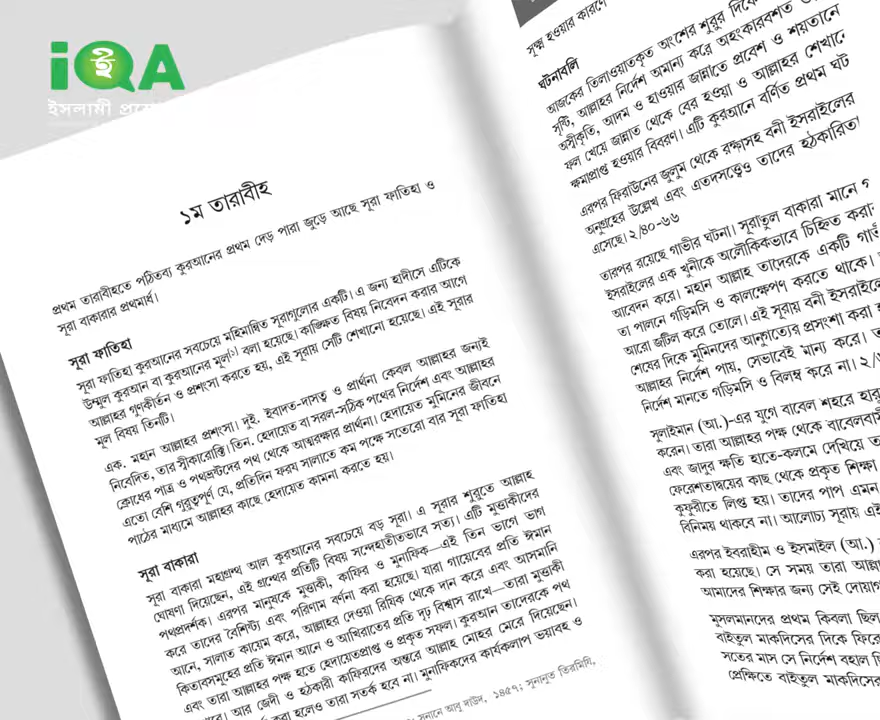 iQA
ইসলামী
১ম তারাবীহ
প্রথম তারাবীহতে পঠিতব্য কুরআনের প্রথম দেড় পারা জুড়ে আছে সূরা ফাতিহা ও
সূরা বাকারার প্রথমার্ধ।
সূরা ফাতিহা
সূরা ফাতিহা কুরআনের সবচেয়ে মহিমান্বিত সূরাগুলোর একটি। এ জন্য হাদীসে এটিকে
উম্মুল কুরআন বা কুরআনের মূল[১] বলা হয়েছে। কাঙ্ক্ষিত বিষয় নিবেদন করার আগে
আল্লাহর গুণকীর্তন ও প্রশংসা করতে হয়, এই সূরায় সেটি শেখানো হয়েছে। এই সূরার
মূল বিষয় তিনটি।
এক. মহান আল্লাহর প্রশংসা। দুই. ইবাদত-দাসত্ব ও প্রার্থনা কেবল আল্লাহর জন্যই
নিবেদিত, তার স্বীকারোক্তি। তিন. হেদায়েত বা সরল-সঠিক পথের নির্দেশ এবং আল্লাহর
ক্রোধের পাত্র ও পথভ্রষ্টদের পথ থেকে আত্মরক্ষার প্রার্থনা। হেদায়েত মুমিনের জীবনে
এতো বেশি গুরুত্বপূর্ণ যে, প্রতিদিন ফরয সালাতে কম পক্ষে সতেরো বার সূরা ফাতিহা
পাঠের মাধ্যমে আল্লাহর কাছে হেদায়েত কামনা করতে হয়।
সূরা বাকারা
সূরা বাকারা মহাগ্রন্থ আল কুরআনের সবচেয়ে বড় সূরা। এ সূরার শুরুতে আল্লাহ
ঘোষণা দিয়েছেন, এই গ্রন্থের প্রতিটি বিষয় সন্দেহাতীতভাবে সত্য। এটি মুত্তাকীদের
পথপ্রদর্শক। এরপর মানুষকে মুত্তাকী, কাফির ও মুনাফিক—এই তিন ভাগে ভাগ
করে তাদের বৈশিষ্ট্য এবং পরিণাম বর্ণনা করা হয়েছে। যারা গায়েবের প্রতি ঈমান
আনে, সালাত কায়েম করে, আল্লাহর দেওয়া রিযিক থেকে দান করে এবং আসমানি
কিতাবসমূহের প্রতি ঈমান আনে ও আখিরাতের প্রতি দৃঢ় বিশ্বাস রাখে—তারা মুত্তাকী
এবং তারা আল্লাহর পক্ষ হতে হেদায়েতপ্রাপ্ত ও প্রকৃত সফল। কুরআন তাদেরকে পথ
আর জেদী ও হঠকারী কাফিরদের অন্তরে আল্লাহ মোহর মেরে দিয়েছেন।
করা হলেও তারা সতর্ক হবে না। মুনাফিকদের কার্যকলাপ ভয়াবহ ও
সুনানে আবু দাউদ, ১৪৫৭; সুনানুত তিরমিযি,
সূক্ষ্ম হওয়ার কারণে
ঘটনাবলি
আজকের তিলাওয়াতকৃত অংশের শুরুর দিকে
সৃষ্টি, আল্লাহর নির্দেশ অমান্য করে অহংকারবশত
অস্বীকৃতি, আদম ও হাওয়ার জান্নাতে প্রবেশ ও শয়তানের
ফল খেয়ে জান্নাত থেকে বের হওয়া ও আল্লাহর শেখানো
ক্ষমাপ্রাপ্ত হওয়ার বিবরণ। এটি কুরআনে বর্ণিত প্রথম ঘট
এরপর ফিরাউনের জুলুম থেকে রক্ষাসহ বনী ইসরাইলের
অনুগ্রহের উল্লেখ এবং এতদসত্ত্বেও তাদের হঠকারিতা
এসেছে। ২/৪০-৬৬
তারপর রয়েছে গাভীর ঘটনা। সূরাতুল বাকারা মানে গ
ইসরাইলের এক খুনীকে অলৌকিকভাবে চিহ্নিত করা
আবেদন করে। মহান আল্লাহ তাদেরকে একটি গাভ
তা পালনে গড়িমসি ও কালক্ষেপণ করতে থাকে।
আরো জটিল করে তোলে। এই সূরায় বনী ইসরাইলে
শেষের দিকে মুমিনদের আনুগত্যের প্রশংসা করা
আল্লাহর নির্দেশ পায়, সেভাবেই মান্য করে।
নির্দেশ মানতে গড়িমসি ও বিলম্ব করে না। ২/
সুলাইমান (আ.)-এর যুগে বাবেল শহরে হারূ
করেন। তারা আল্লাহর পক্ষ থেকে বাবেলবাসী
এবং জাদুর ক্ষতি হাতে-কলমে দেখিয়ে ত
ফেরেশতাদ্বয়ের কাছ থেকে প্রকৃত শিক্ষা
কুফুরীতে লিপ্ত হয়। তাদের পাপ এমন
বিনিময় থাকবে না। আলোচ্য সূরায় এই
এরপর ইবরাহীম ও ইসমাইল (আ.)
করা হয়েছে। সে সময় তারা আল্লা
আমাদের শিক্ষার জন্য সেই দোয়া
মুসলমানদের প্রথম কিবলা ছিল
বাইতুল মাকদিসের দিকে ফিরে
সতের মাস সে নির্দেশ বহাল ছি
প্রেক্ষিতে বাইতুল মাকদিসের